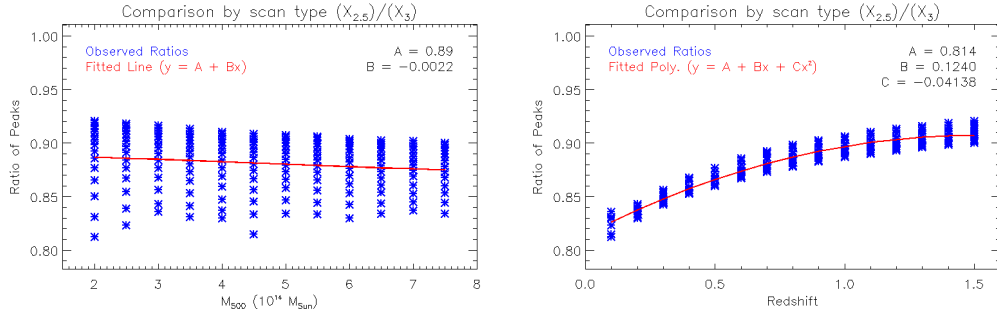 Comparison by scan type (X2.5)/(X3)
1.00
0.95
0.90
0.85
0.80
Ratio of Peaks
Observed Ratios
Fitted Line (y = A + Bx)
A = 0.89
B = −0.0022
2 3 4 5 6 7 8
M500 (10¹⁴ MSun)
Comparison by scan type (X2.5)/(X3)
1.00
0.95
0.90
0.85
0.80
Ratio of Peaks
Observed Ratios
Fitted Poly. (y = A + Bx + Cx²)
A = 0.814
B = 0.1240
C = −0.04138
0.0 0.5 1.0 1.5
Redshift